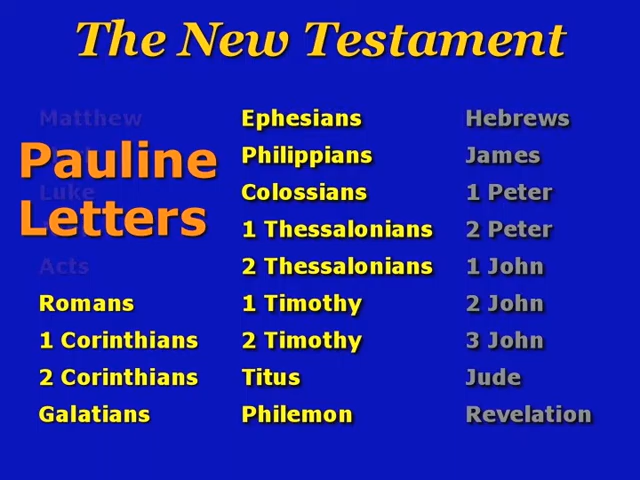 The New Testament
Matthew
Pauline
Luke
Letters
Acts
Romans
1 Corinthians
2 Corinthians
Galatians
Ephesians
Philippians
Colossians
1 Thessalonians
2 Thessalonians
1 Timothy
2 Timothy
Titus
Philemon
Hebrews
James
1 Peter
2 Peter
1 John
2 John
3 John
Jude
Revelation